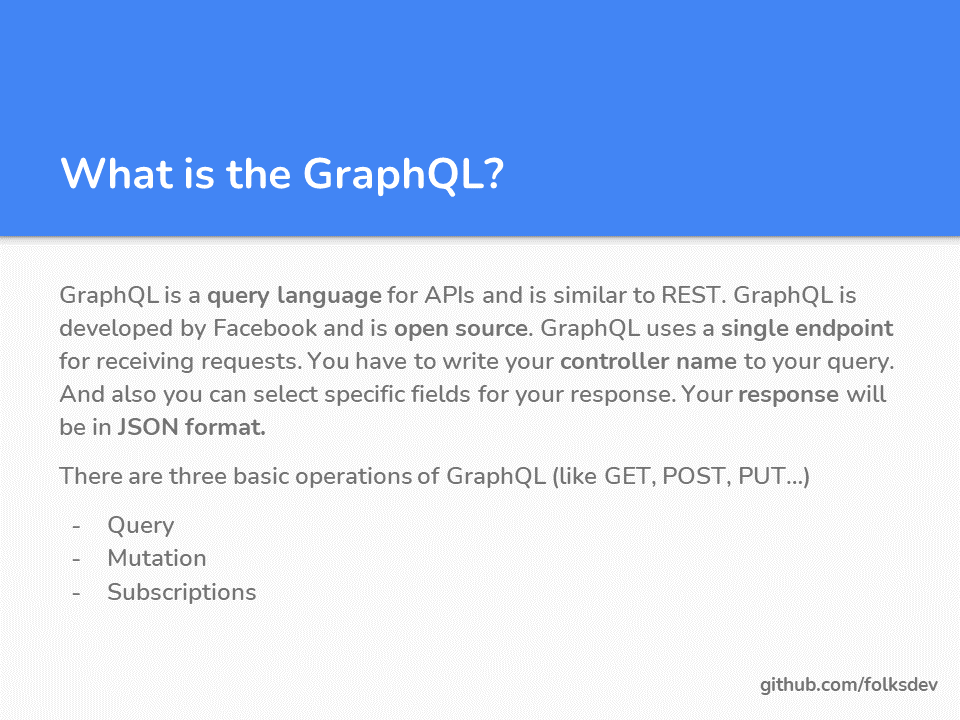 What is the GraphQL?
GraphQL is a query language for APIs and is similar to REST. GraphQL is
developed by Facebook and is open source. GraphQL uses a single endpoint
for receiving requests. You have to write your controller name to your query.
And also you can select specific fields for your response. Your response will
be in JSON format.
There are three basic operations of GraphQL (like GET, POST, PUT...)
- Query
- Mutation
- Subscriptions
github.com/folksdev